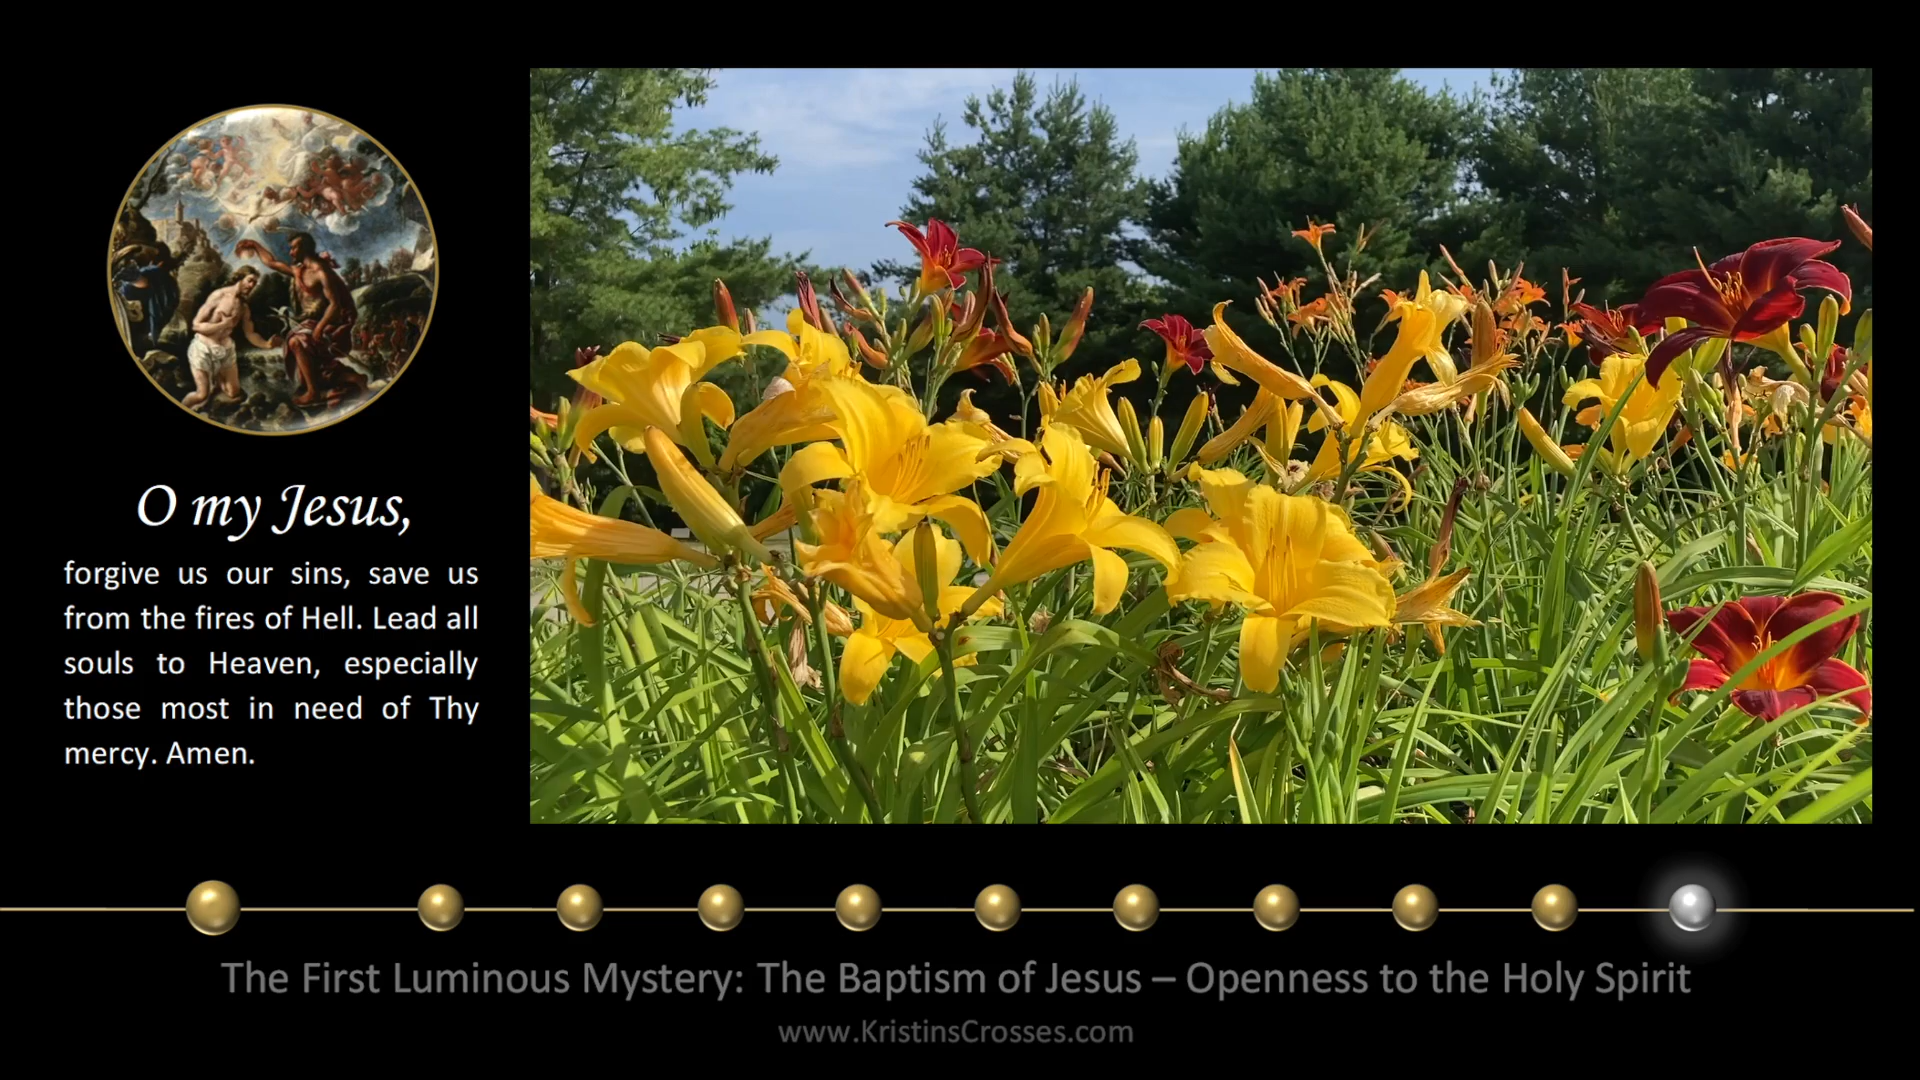 O my Jesus,
forgive us our sins, save us
from the fires of Hell. Lead all
souls to Heaven, especially
those most in need of Thy
mercy. Amen.
The First Luminous Mystery: The Baptism of Jesus – Openness to the Holy Spirit
www.KristinsCrosses.com